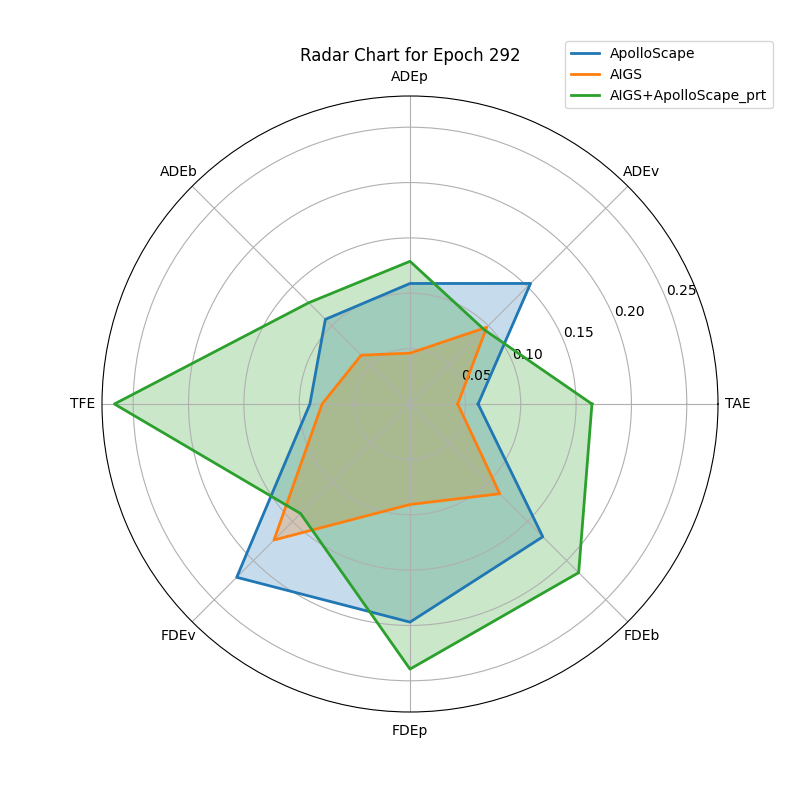 Radar Chart for Epoch 292
ApolloScape
AIGS
AIGS+ApolloScape_prt
ADEp
ADEb
ADEv
0.25
0.20
0.15
0.10
0.05
TFE
TAE
FDEv
FDEb
FDEp